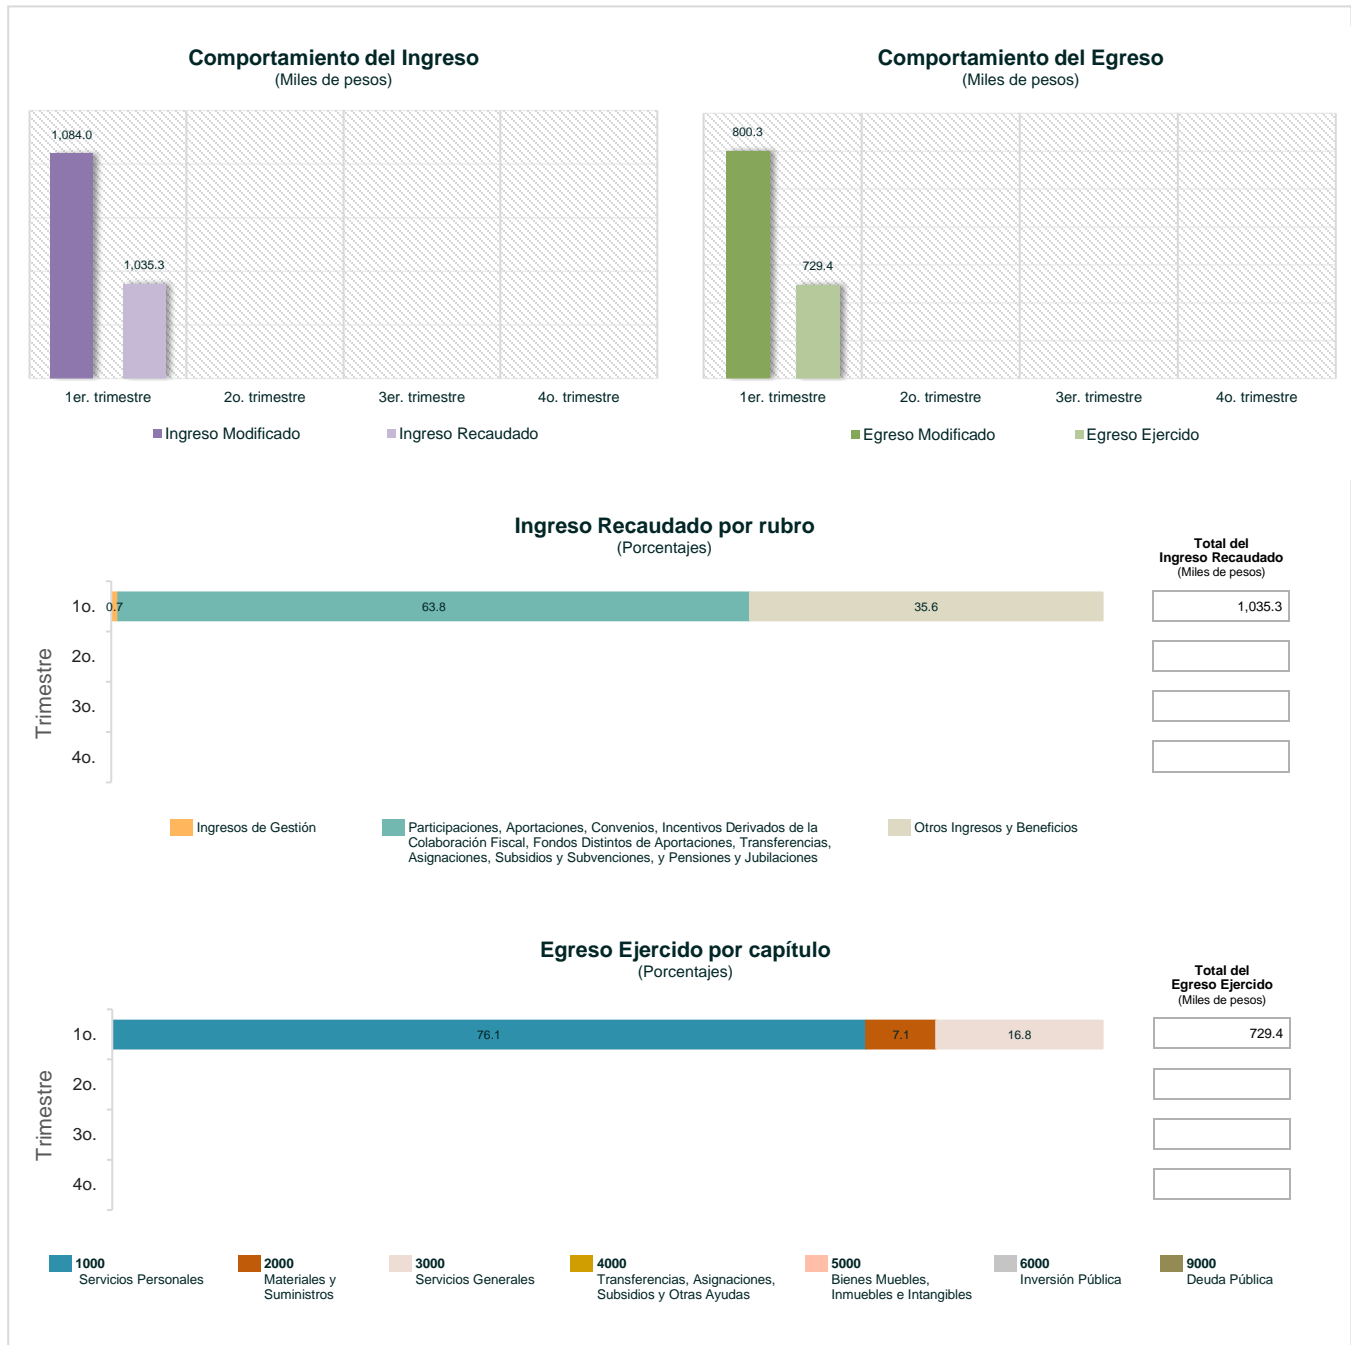 Comportamiento del Ingreso
(Miles de pesos)
1,084.0
1,035.3
1er. trimestre 2o. trimestre 3er. trimestre 4o. trimestre
Ingreso Modificado Ingreso Recaudado
Comportamiento del Egreso
(Miles de pesos)
800.3
729.4
1er. trimestre 2o. trimestre 3er. trimestre 4o. trimestre
Egreso Modificado Egreso Ejercido
Ingreso Recaudado por rubro
(Porcentajes)
Total del
Ingreso Recaudado
(Miles de pesos)
Trimestre
1o. 0.7 63.8 35.6 1,035.3
2o.
3o.
4o.
Ingresos de Gestión
Participaciones, Aportaciones, Convenios, Incentivos Derivados de la
Colaboración Fiscal, Fondos Distintos de Aportaciones, Transferencias,
Asignaciones, Subsidios y Subvenciones, y Pensiones y Jubilaciones
Otros Ingresos y Beneficios
Egreso Ejercido por capítulo
(Porcentajes)
Total del
Egreso Ejercido
(Miles de pesos)
Trimestre
1o. 76.1 7.1 16.8 729.4
2o.
3o.
4o.
1000
Servicios Personales
2000
Materiales y
Suministros
3000
Servicios Generales
4000
Transferencias, Asignaciones,
Subsidios y Otras Ayudas
5000
Bienes Muebles,
Inmuebles e Intangibles
6000
Inversión Pública
9000
Deuda Pública